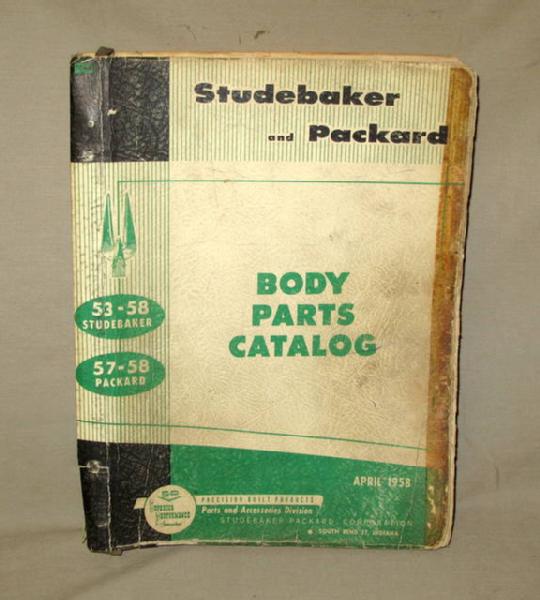 Studebaker
and Packard
53-58
STUDEBAKER
57-58
PACKARD
BODY
PARTS
CATALOG
APRIL 1958
PRECISION BUILT PRODUCTS
Parts and Accessories Division
STUDEBAKER PACKARD CORPORATION
SOUTH BEND 27, INDIANA